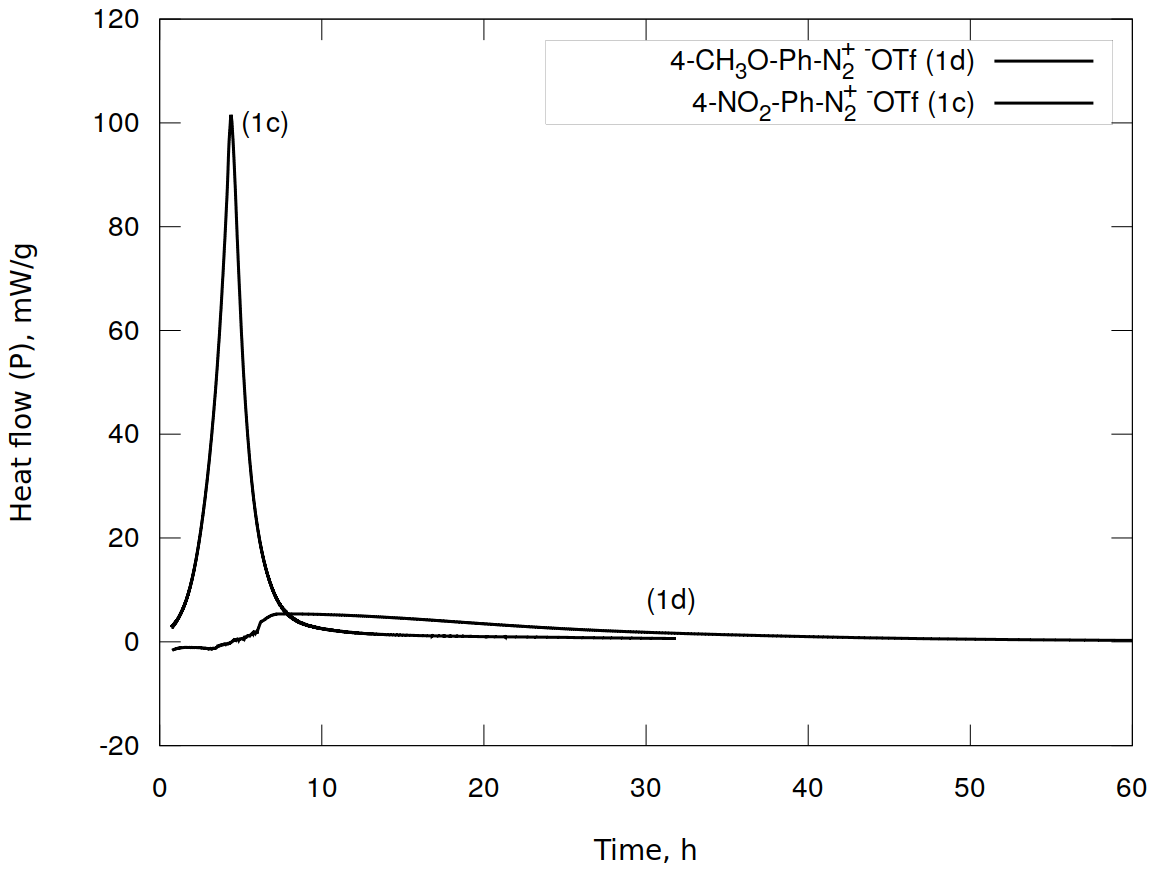 120
100
80
60
40
20
0
-20
0 10 20 30 40 50 60
Heat flow (P), mW/g
Time, h
4-CH₃O-Ph-N₂⁺ ⁻OTf (1d)
4-NO₂-Ph-N₂⁺ ⁻OTf (1c)
(1c)
(1d)